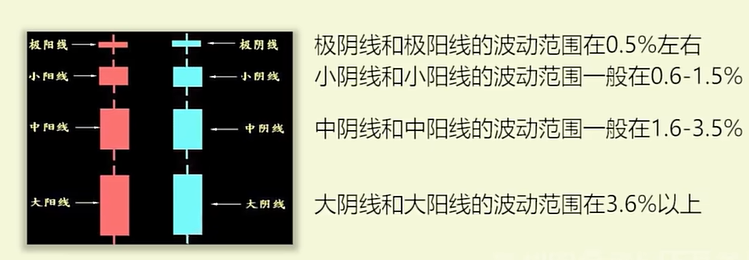 极阳线 极阴线
极阴线和极阳线的波动范围在0.5%左右
小阳线 小阴线
小阴线和小阳线的波动范围一般在0.6-1.5%
中阳线 中阴线
中阴线和中阳线的波动范围一般在1.6-3.5%
大阳线 大阴线
大阴线和大阳线的波动范围在3.6%以上